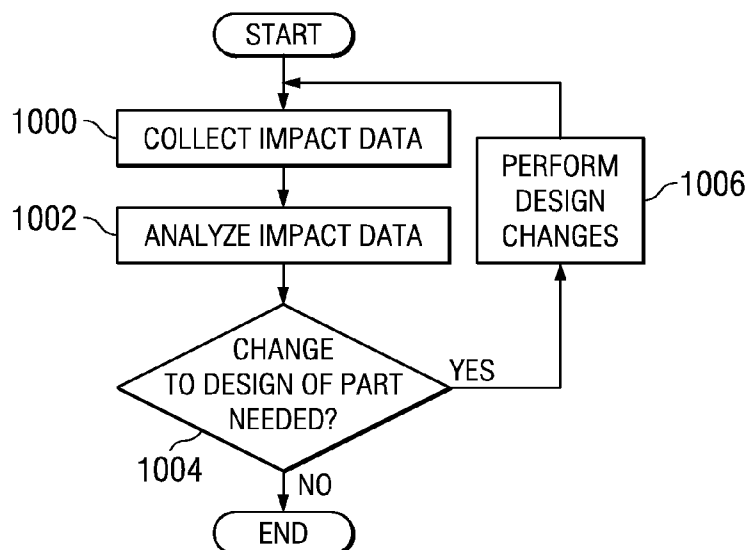 START
1000
COLLECT IMPACT DATA
1002
ANALYZE IMPACT DATA
PERFORM
DESIGN
CHANGES
1006
CHANGE
TO DESIGN OF PART
NEEDED?
YES
1004
NO
END